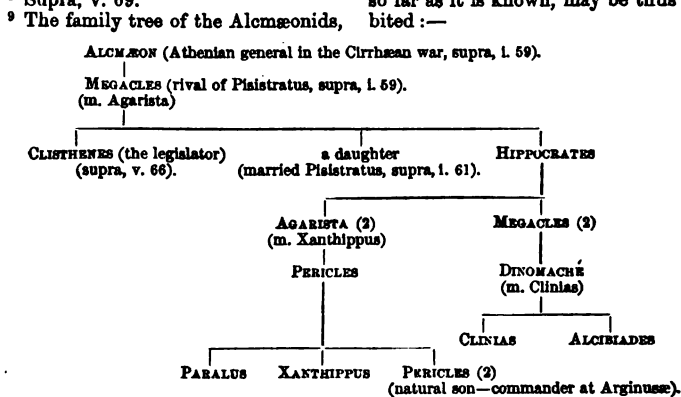 Supra, v. 69.
so far as it is known, may be thus
⁹ The family tree of the Alcmæonids,
bited :—
ALCMÆON (Athenian general in the Cirrhæan war, supra, i. 59).
MEGACLES (rival of Pisistratus, supra, i. 59).
(m. Agarista)
CLISTHENES (the legislator)
(supra, v. 66).
a daughter
(married Pisistratus, supra, i. 61).
HIPPOCRATES
AGARISTA (2)
(m. Xanthippus)
MEGACLES (2)
PERICLES
DINOMACHÉ
(m. Clinias)
CLINIAS
ALCIBIADES
PARALUS
XANTHIPPUS
PERICLES (2)
(natural son—commander at Arginusæ).